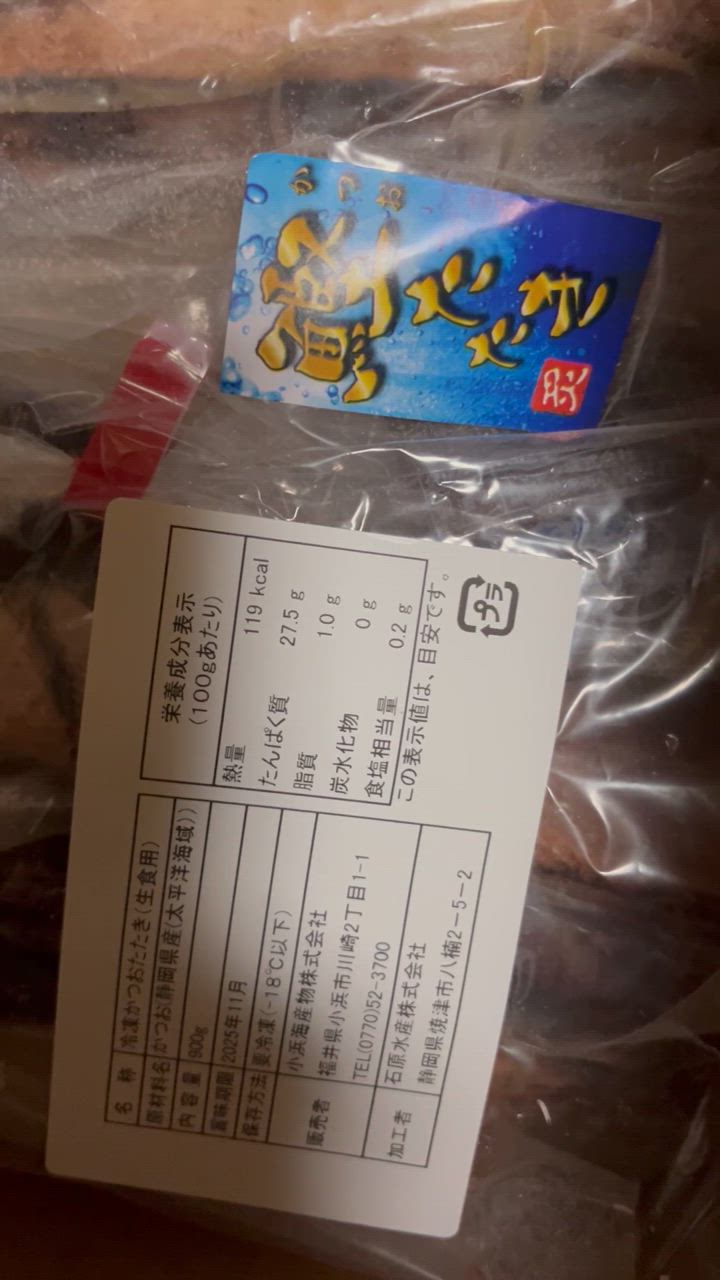 かつお
鰹たたき
炙
栄養成分表示
(100gあたり)
熱量 119 kcal
たんぱく質 27.5 g
脂質 1.0 g
炭水化物 0 g
食塩相当量 0.2 g
この表示値は、目安です。
プラ
名 称 冷凍かつおたたき(生食用)
原材料名 かつお(静岡県産(太平洋海域))
内容量 900g
賞味期限 2025年11月
保存方法 要冷凍(-18℃以下)
販売者 小浜海産物株式会社
福井県小浜市川崎2丁目1-1
TEL(0770)52-3700
加工者 石原水産株式会社
静岡県焼津市八楠2-5-2